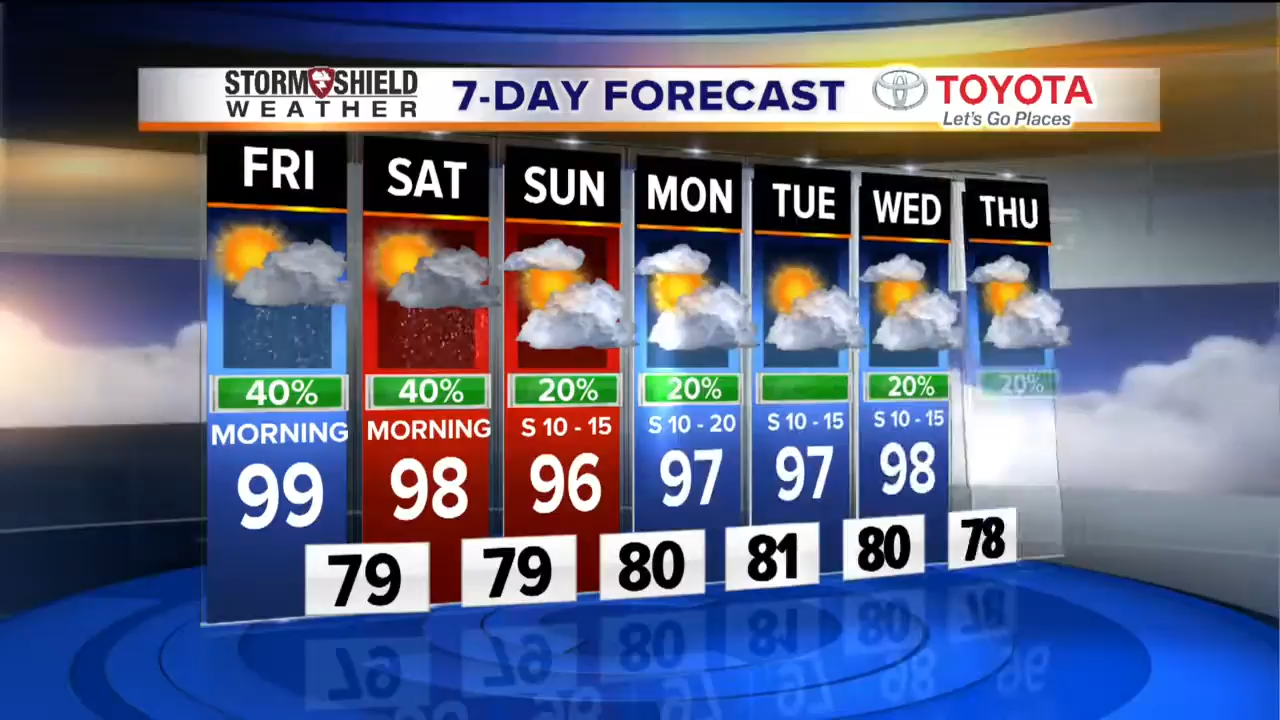 STORM SHIELD
WEATHER
7-DAY FORECAST
TOYOTA
Let's Go Places
FRI
SAT
SUN
MON
TUE
WED
THU
40%
40%
20%
20%
20%
20%
MORNING
MORNING
S 10 - 15
S 10 - 20
S 10 - 15
S 10 - 15
99
98
96
97
97
98
79
79
80
81
80
78